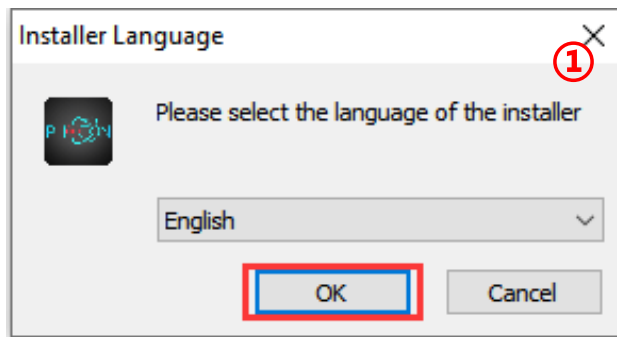 Installer Language
①
Please select the language of the installer
English
OK
Cancel